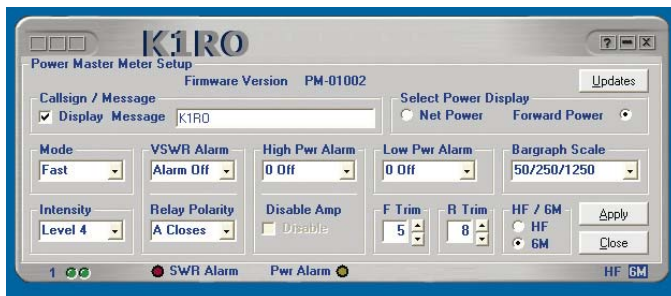 K1RO
? - X
Power Master Meter Setup
Firmware Version PM-01002
Updates
Callsign / Message
Display Message K1RO
Select Power Display
Net Power Forward Power
Mode VSWR Alarm High Pwr Alarm Low Pwr Alarm Bargraph Scale
Fast Alarm Off 0 Off 0 Off 50/250/1250
Intensity Relay Polarity Disable Amp F Trim R Trim HF / 6M
Level 4 A Closes Disable 5 8 HF 6M
Apply
Close
1 SWR Alarm Pwr Alarm HF 6M